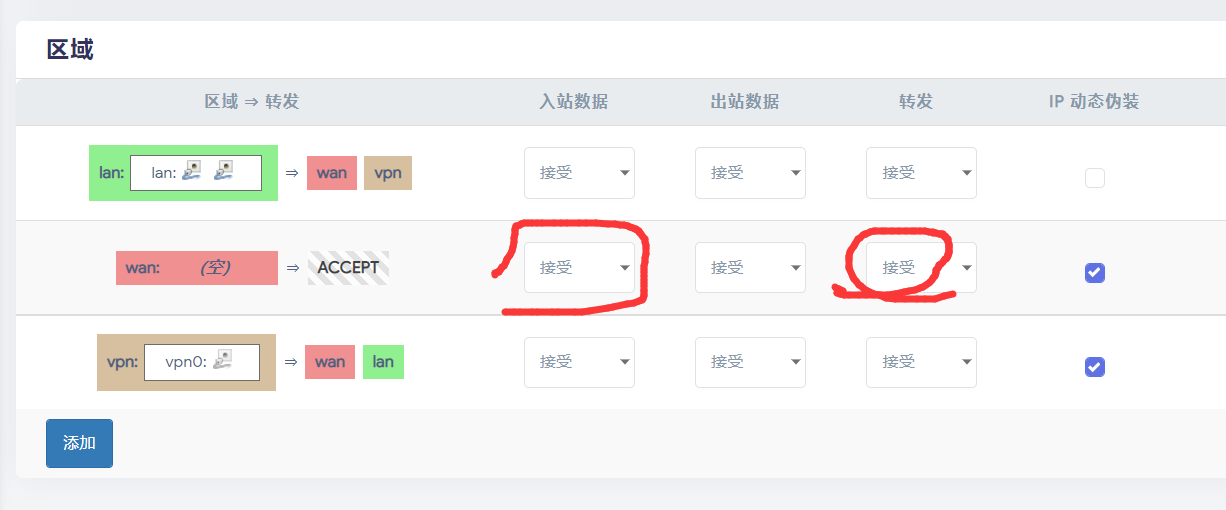 区域
区域 ⇒ 转发 入站数据 出站数据 转发 IP 动态伪装
lan: lan: ⇒ wan vpn 接受 接受 接受
wan: (空) ⇒ ACCEPT 接受 接受 接受
vpn: vpn0: ⇒ wan lan 接受 接受 接受
添加